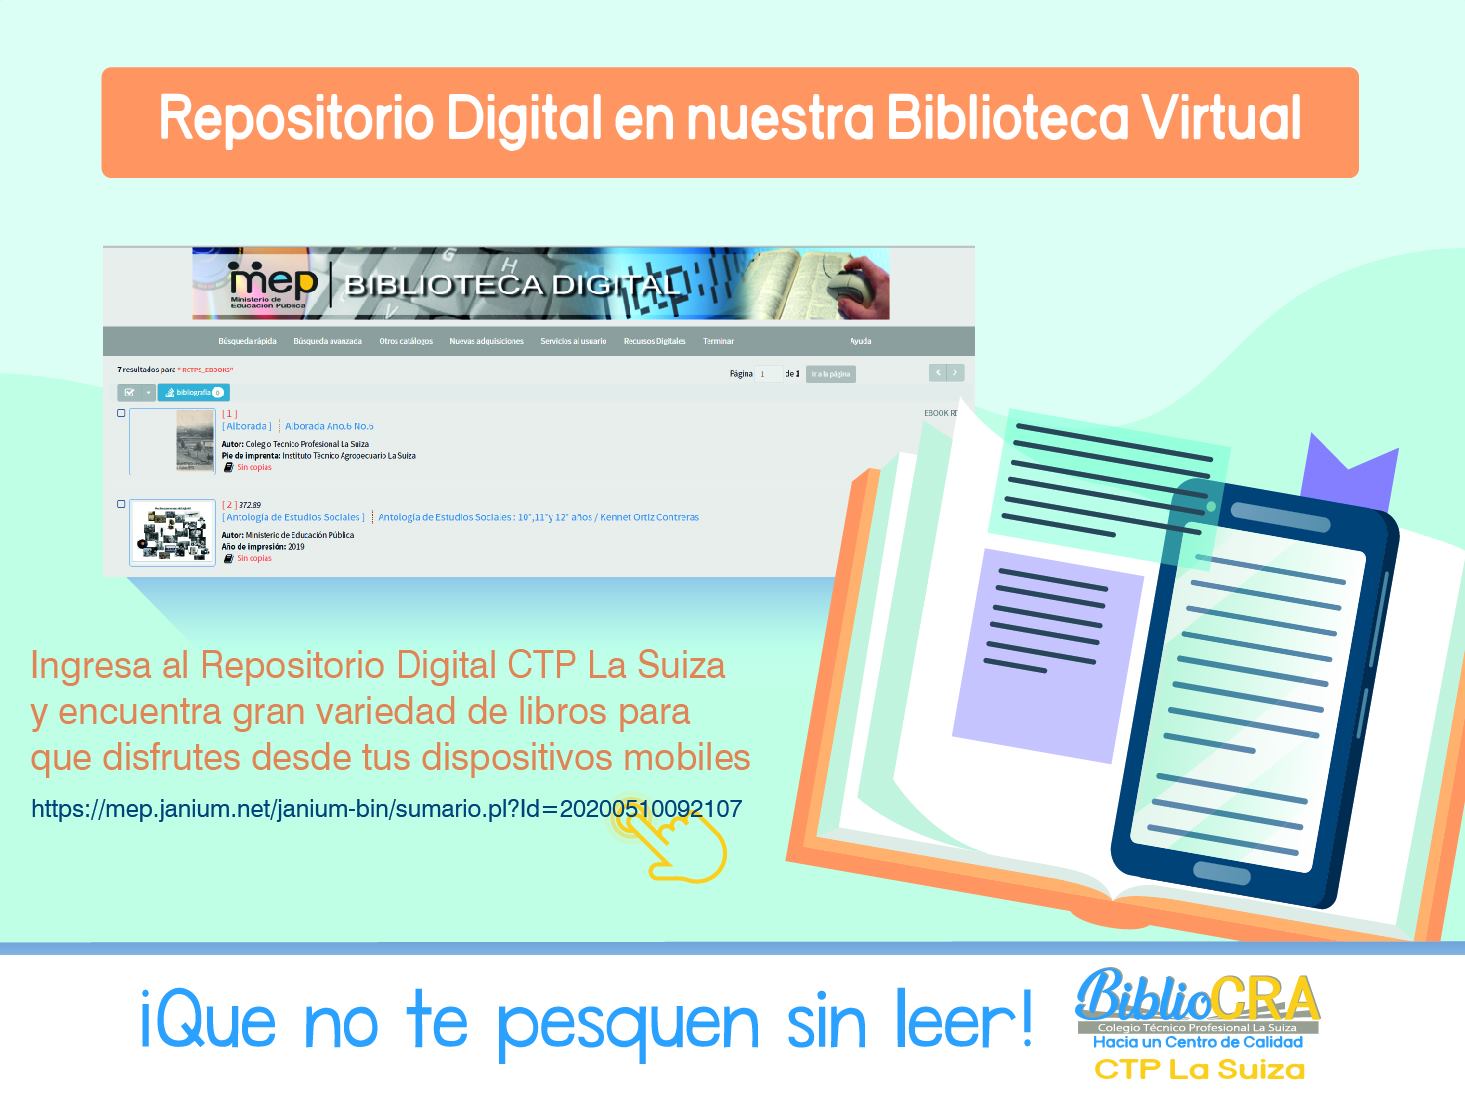 Repositorio Digital en nuestra Biblioteca Virtual
mep
Ministerio de
Educación Pública
BIBLIOTECA DIGITAL
G
H
V
Búsqueda rápida Búsqueda avanzaca Otros catálogos Nuevas adquisiciones Servicios al usuario Recursos Digitales Terminar Ayuda
7 resultados para "RCTPS_EBOOKS"
Página 1 de 1 Ir a la página
bibliografía 0
[ 1 ]
EBOOK
[ Alborada ] Alborada Ano.6 No.5
Autor: Colegio Tecnico Profesional La Suiza
Pie de imprenta: Instituto Técnico Agropecuario La Suiza
Sin copias
[ 2 ] 372.89
[ Antología de Estudios Sociales ] Antología de Estudios Sociales : 10°,11°y 12° años / Kennet Ortiz Contreras
Autor: Ministerio de Educación Pública
Año de impresión: 2019
Sin copias
Ingresa al Repositorio Digital CTP La Suiza
y encuentra gran variedad de libros para
que disfrutes desde tus dispositivos mobiles
https://mep.janium.net/janium-bin/sumario.pl?Id=20200510092107
¡Que no te pesquen sin leer!
BiblioCRA
Colegio Técnico Profesional La Suiza
Hacia un Centro de Calidad
CTP La Suiza